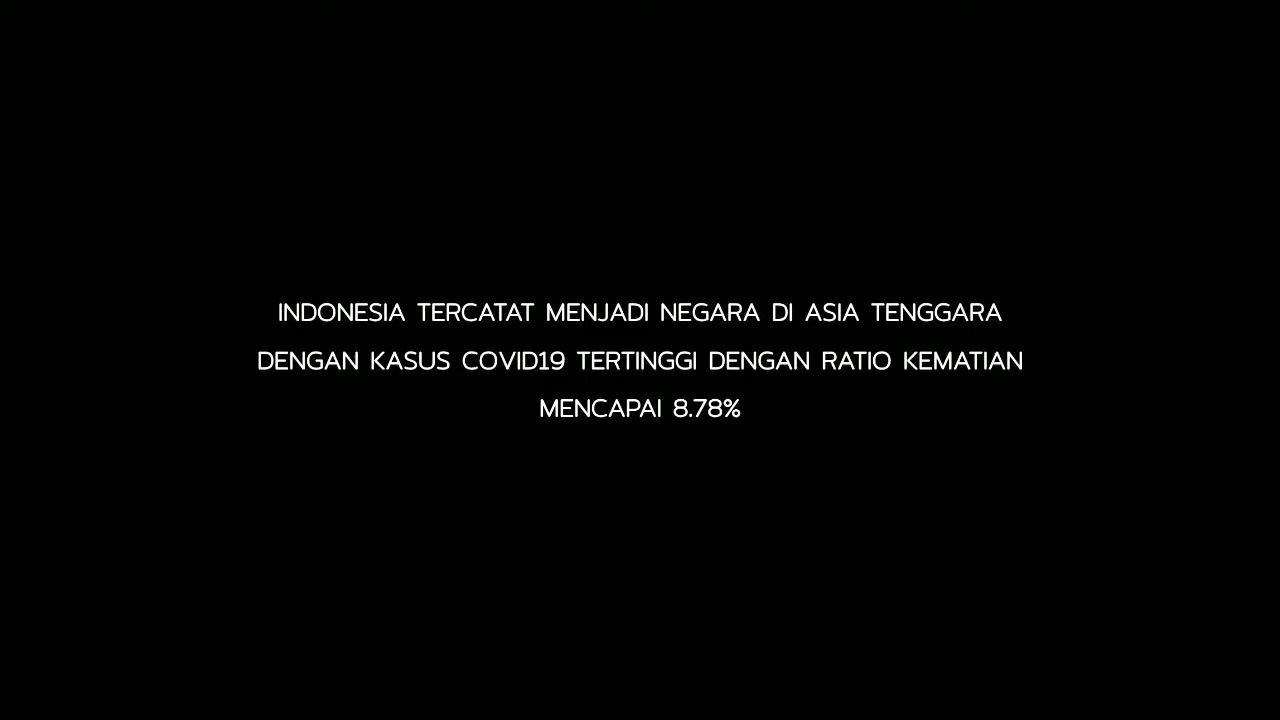 INDONESIA TERCATAT MENJADI NEGARA DI ASIA TENGGARA
DENGAN KASUS COVID19 TERTINGGI DENGAN RATIO KEMATIAN
MENCAPAI 8.78%